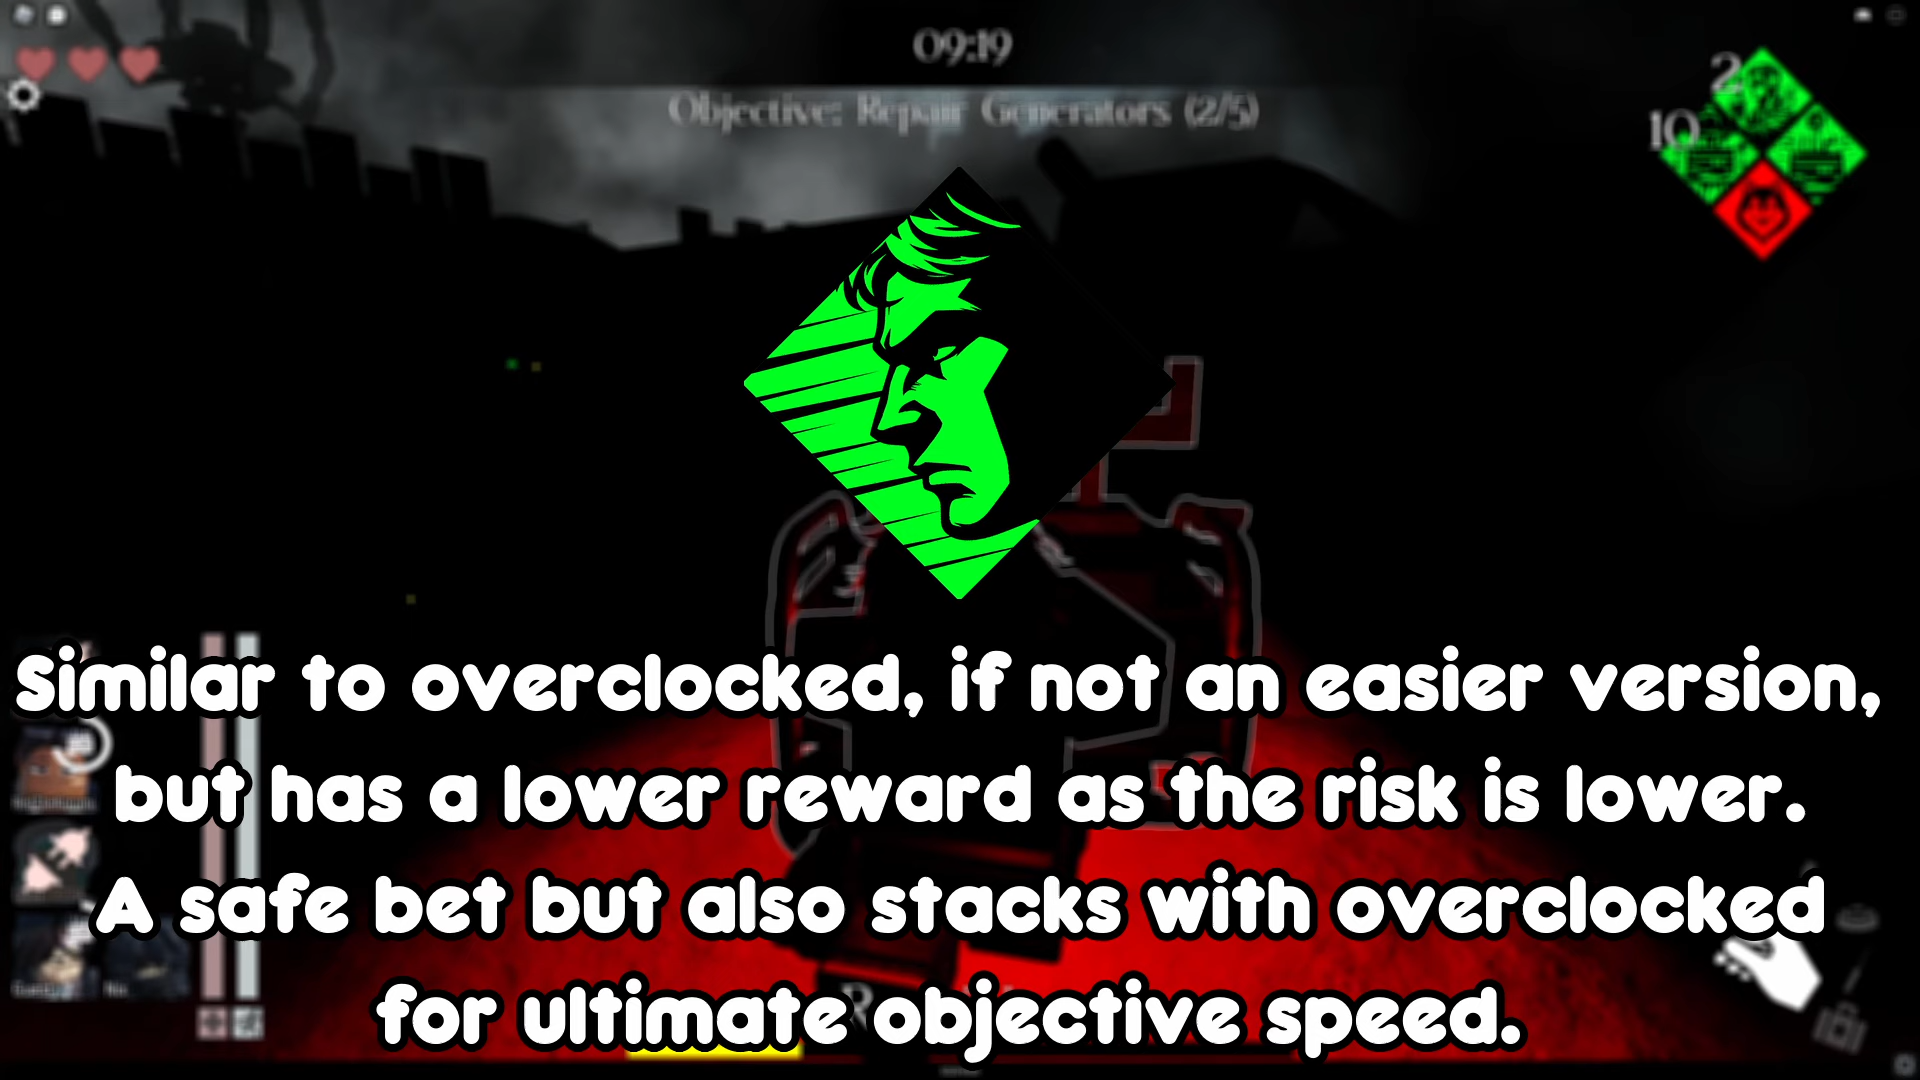 09:19
Objective: Repair Generators (2/5)
2
10
Similar to overclocked, if not an easier version,
but has a lower reward as the risk is lower.
A safe bet but also stacks with overclocked
for ultimate objective speed.
R